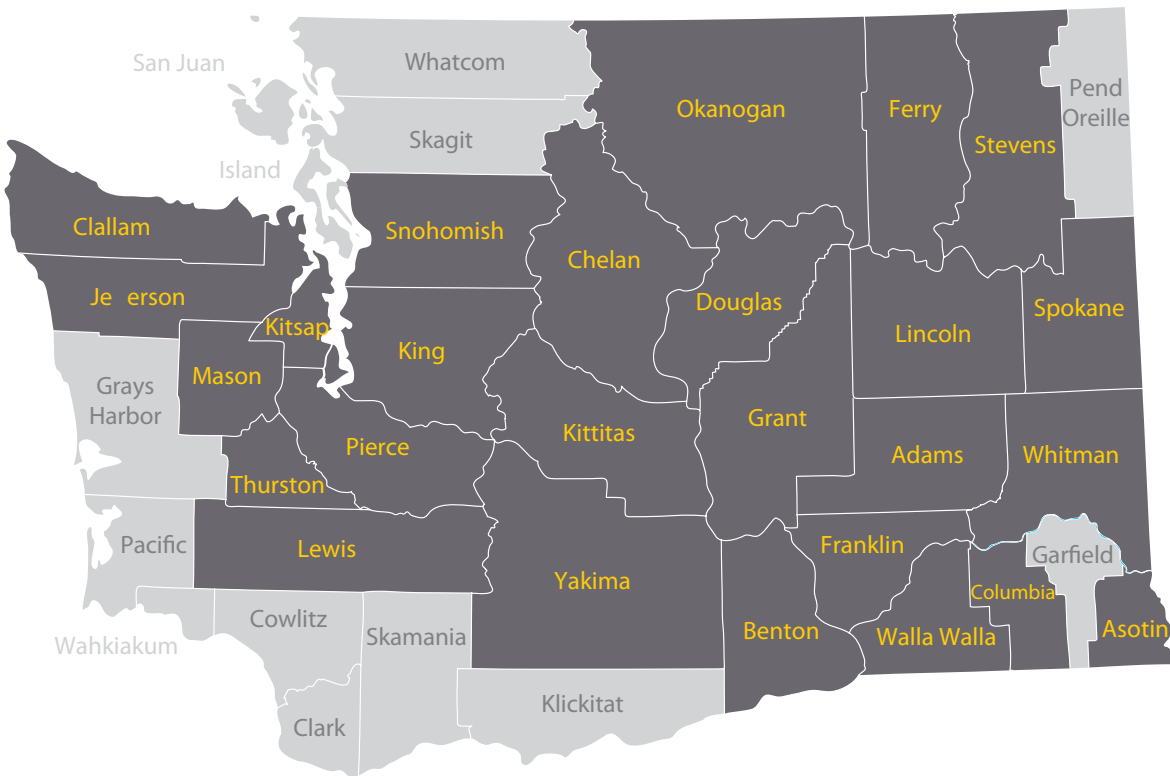 San Juan
Whatcom
Okanogan
Ferry
Pend
Oreille
Skagit
Stevens
Island
Clallam
Snohomish
Chelan
Je erson
Douglas
Spokane
Kitsap
King
Lincoln
Mason
Grays
Harbor
Kittitas
Grant
Pierce
Adams
Whitman
Thurston
Pacific
Lewis
Yakima
Franklin
Garfield
Columbia
Cowlitz
Skamania
Wahkiakum
Benton
Walla Walla
Asotin
Klickitat
Clark